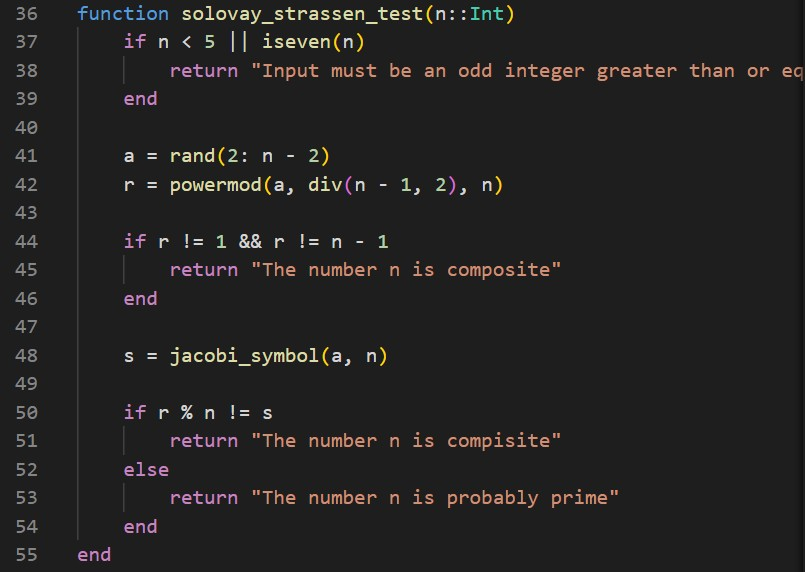 36 function solovay_strassen_test(n::Int)
37 if n < 5 || iseven(n)
38 return "Input must be an odd integer greater than or eq
39 end
40
41 a = rand(2: n - 2)
42 r = powermod(a, div(n - 1, 2), n)
43
44 if r != 1 && r != n - 1
45 return "The number n is composite"
46 end
47
48 s = jacobi_symbol(a, n)
49
50 if r % n != s
51 return "The number n is compisite"
52 else
53 return "The number n is probably prime"
54 end
55 end